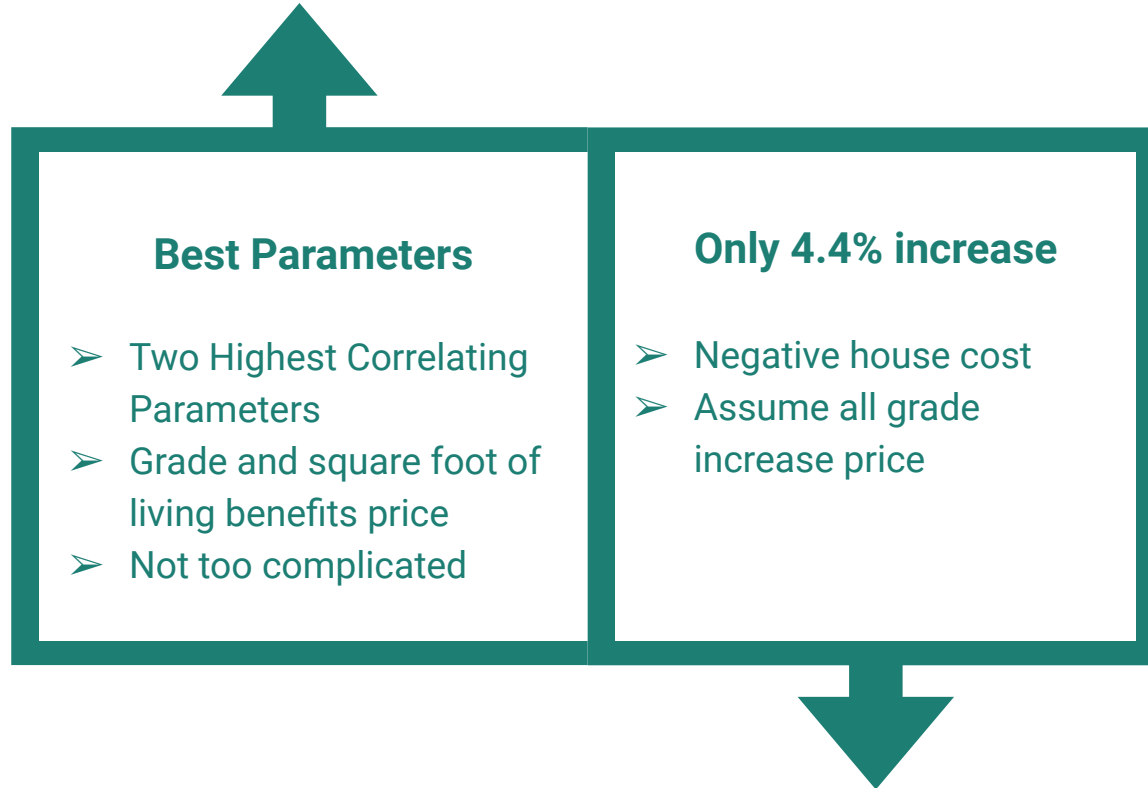 Best Parameters
➢ Two Highest Correlating
Parameters
➢ Grade and square foot of
living benefits price
➢ Not too complicated
Only 4.4% increase
➢ Negative house cost
➢ Assume all grade
increase price